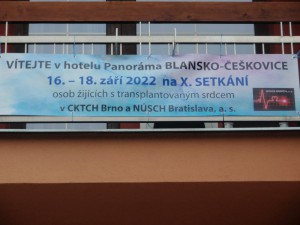 VÍTEJTE v hotelu Panoráma BLANSKO-ČEŠKOVICE
16. – 18. září 2022 na X. SETKÁNÍ
osob žijících s transplantovaným srdcem
v CKTCH Brno a NÚSCH Bratislava, a. s.